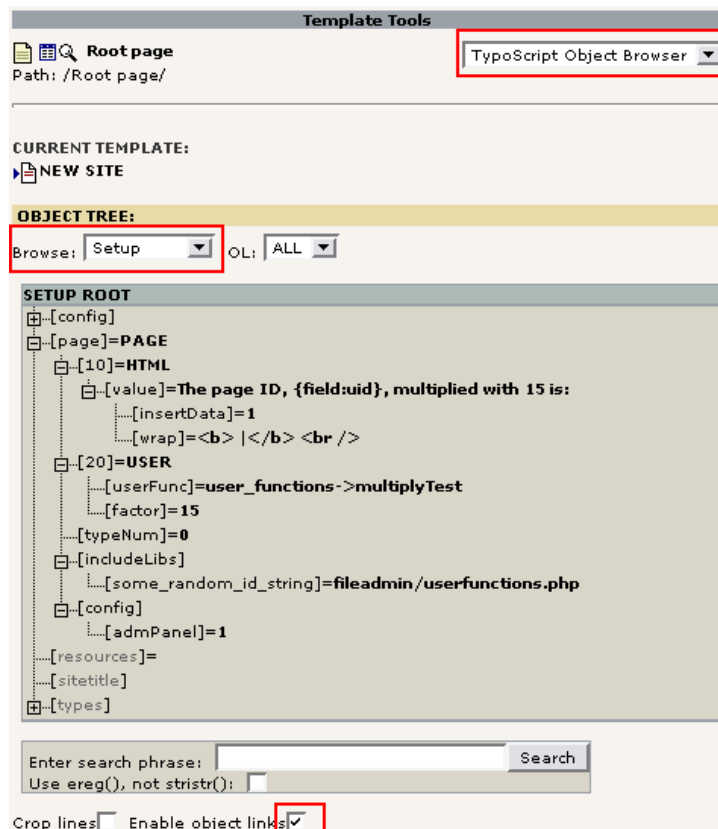 Template Tools
Root page
TypoScript Object Browser
Path: /Root page/
CURRENT TEMPLATE:
NEW SITE
OBJECT TREE:
Browse: Setup OL: ALL
SETUP ROOT
[config]
[page]=PAGE
[10]=HTML
[value]=The page ID, {field:uid}, multiplied with 15 is:
[insertData]=1
[wrap]=<b> |</b> <br />
[20]=USER
[userFunc]=user_functions->multiplyTest
[factor]=15
[typeNum]=0
[includeLibs]
[some_random_id_string]=fileadmin/userfunctions.php
[config]
[admPanel]=1
[resources]=
[sitetitle]
[types]
Enter search phrase: Search
Use ereg(), not stristr():
Crop lines Enable object links